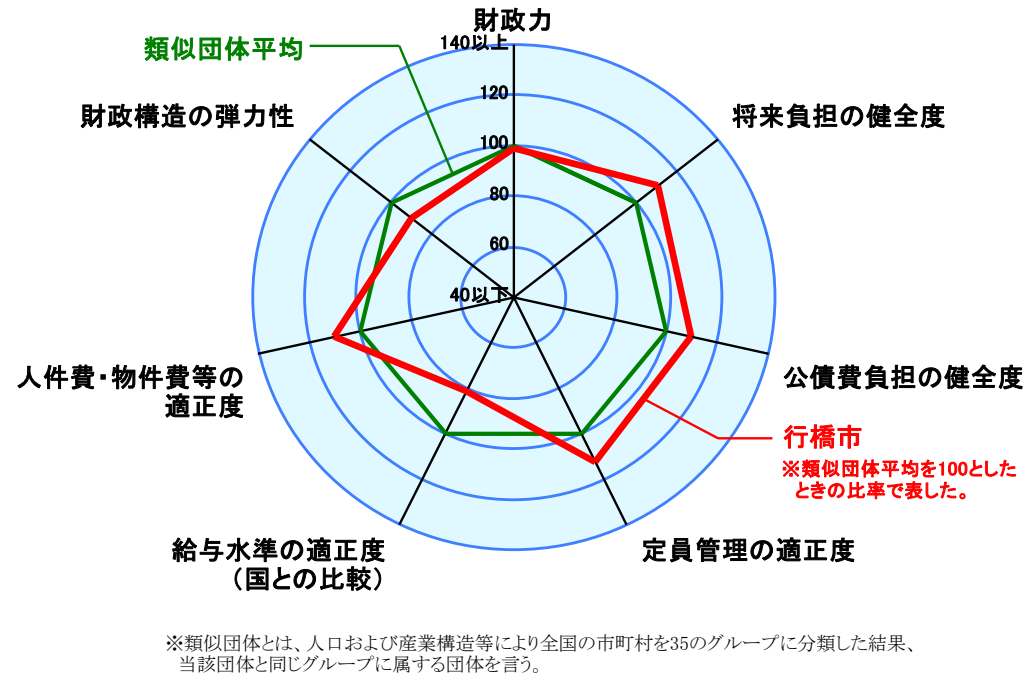 財政力
140以上
類似団体平均
120
財政構造の弾力性
将来負担の健全度
100
80
60
40以下
人件費・物件費等の
適正度
公債費負担の健全度
行橋市
※類似団体平均を100とした
ときの比率で表した。
給与水準の適正度
（国との比較）
定員管理の適正度
※類似団体とは、人口および産業構造等により全国の市町村を35のグループに分類した結果、
当該団体と同じグループに属する団体を言う。